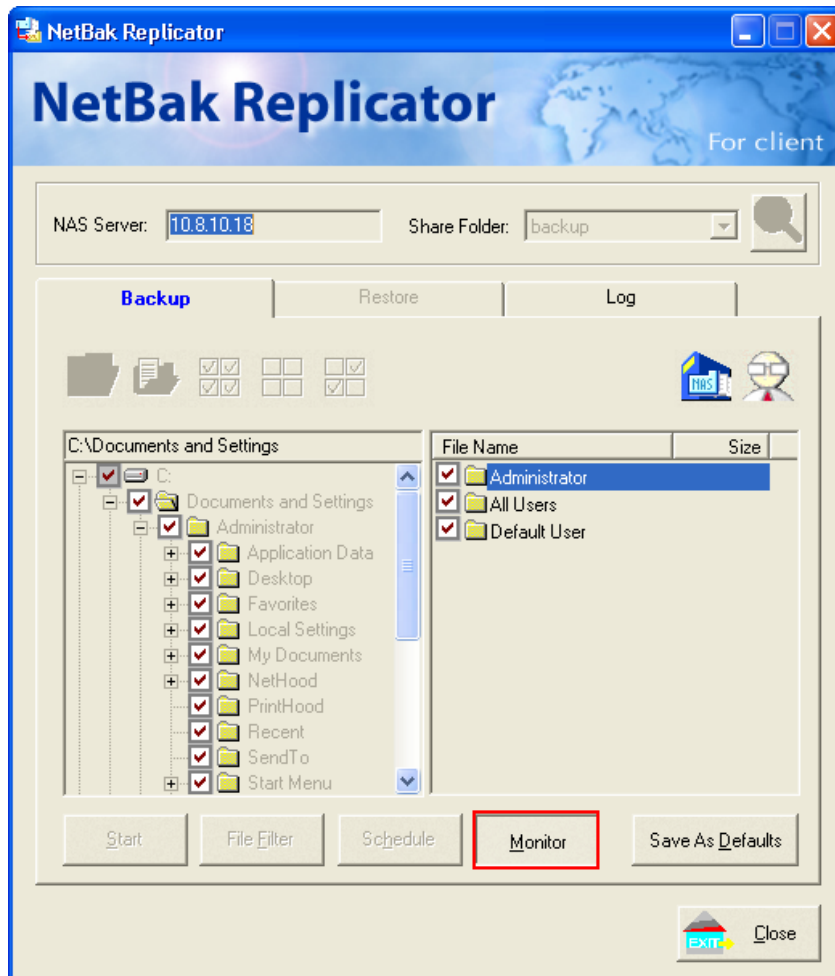 NetBak Replicator
NetBak Replicator
For client
NAS Server: 10.8.10.18 Share Folder: backup
Backup Restore Log
NAS
C:\Documents and Settings
C:
Documents and Settings
Administrator
Application Data
Desktop
Favorites
Local Settings
My Documents
NetHood
PrintHood
Recent
SendTo
Start Menu
File Name Size
Administrator
All Users
Default User
Start File Filter Schedule Monitor Save As Defaults
EXIT Close